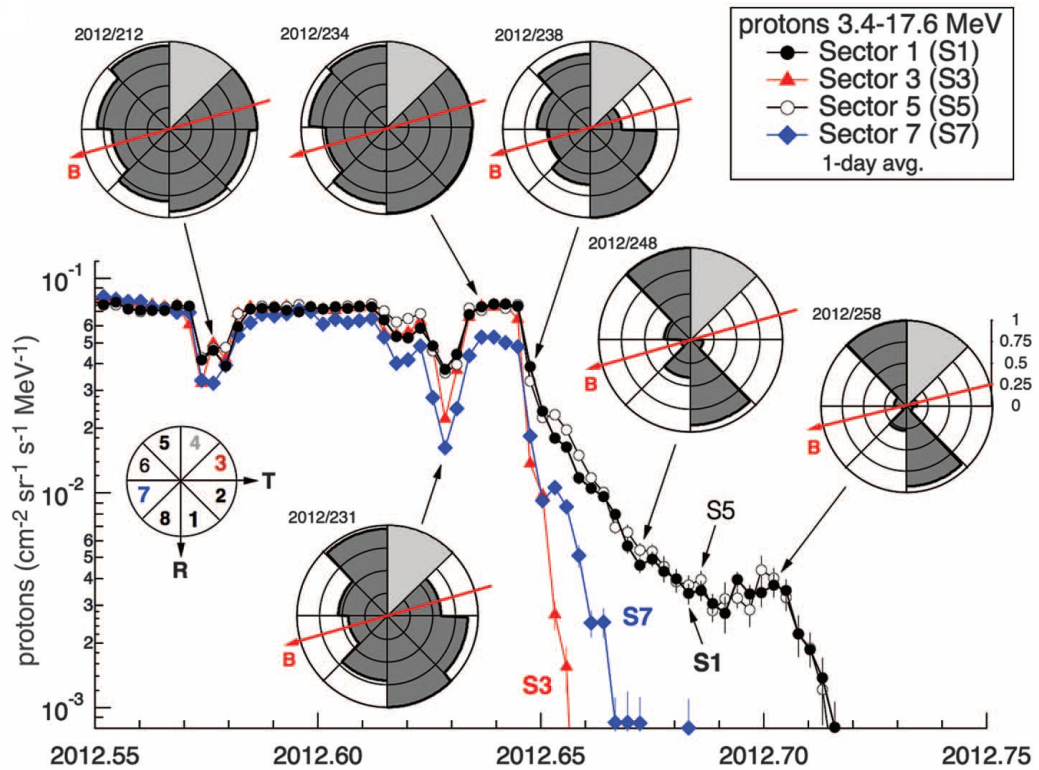 protons 3.4-17.6 MeV
Sector 1 (S1)
Sector 3 (S3)
Sector 5 (S5)
Sector 7 (S7)
1-day avg.
2012/212
B
2012/234
B
2012/238
B
2012/248
B
2012/258
B
1
0.75
0.5
0.25
0
2012/231
B
5
4
6
3
7
2
8
1
T
R
S5
S7
S1
S3
protons (cm-2 sr-1 s-1 MeV-1)
10-1
6
5
4
3
2
10-2
6
5
4
3
2
10-3
2012.55
2012.60
2012.65
2012.70
2012.75